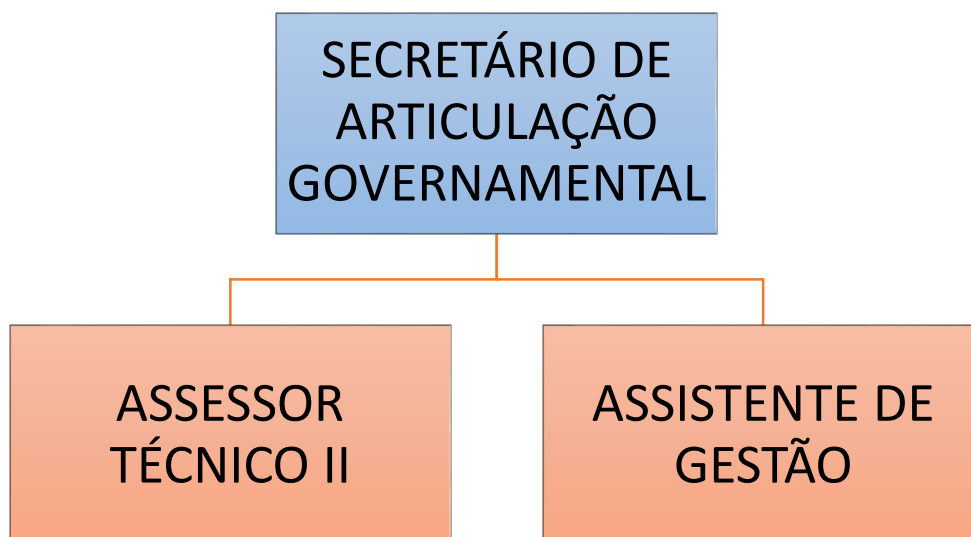 SECRETÁRIO DE
ARTICULAÇÃO
GOVERNAMENTAL
ASSESSOR
TÉCNICO II
ASSISTENTE DE
GESTÃO